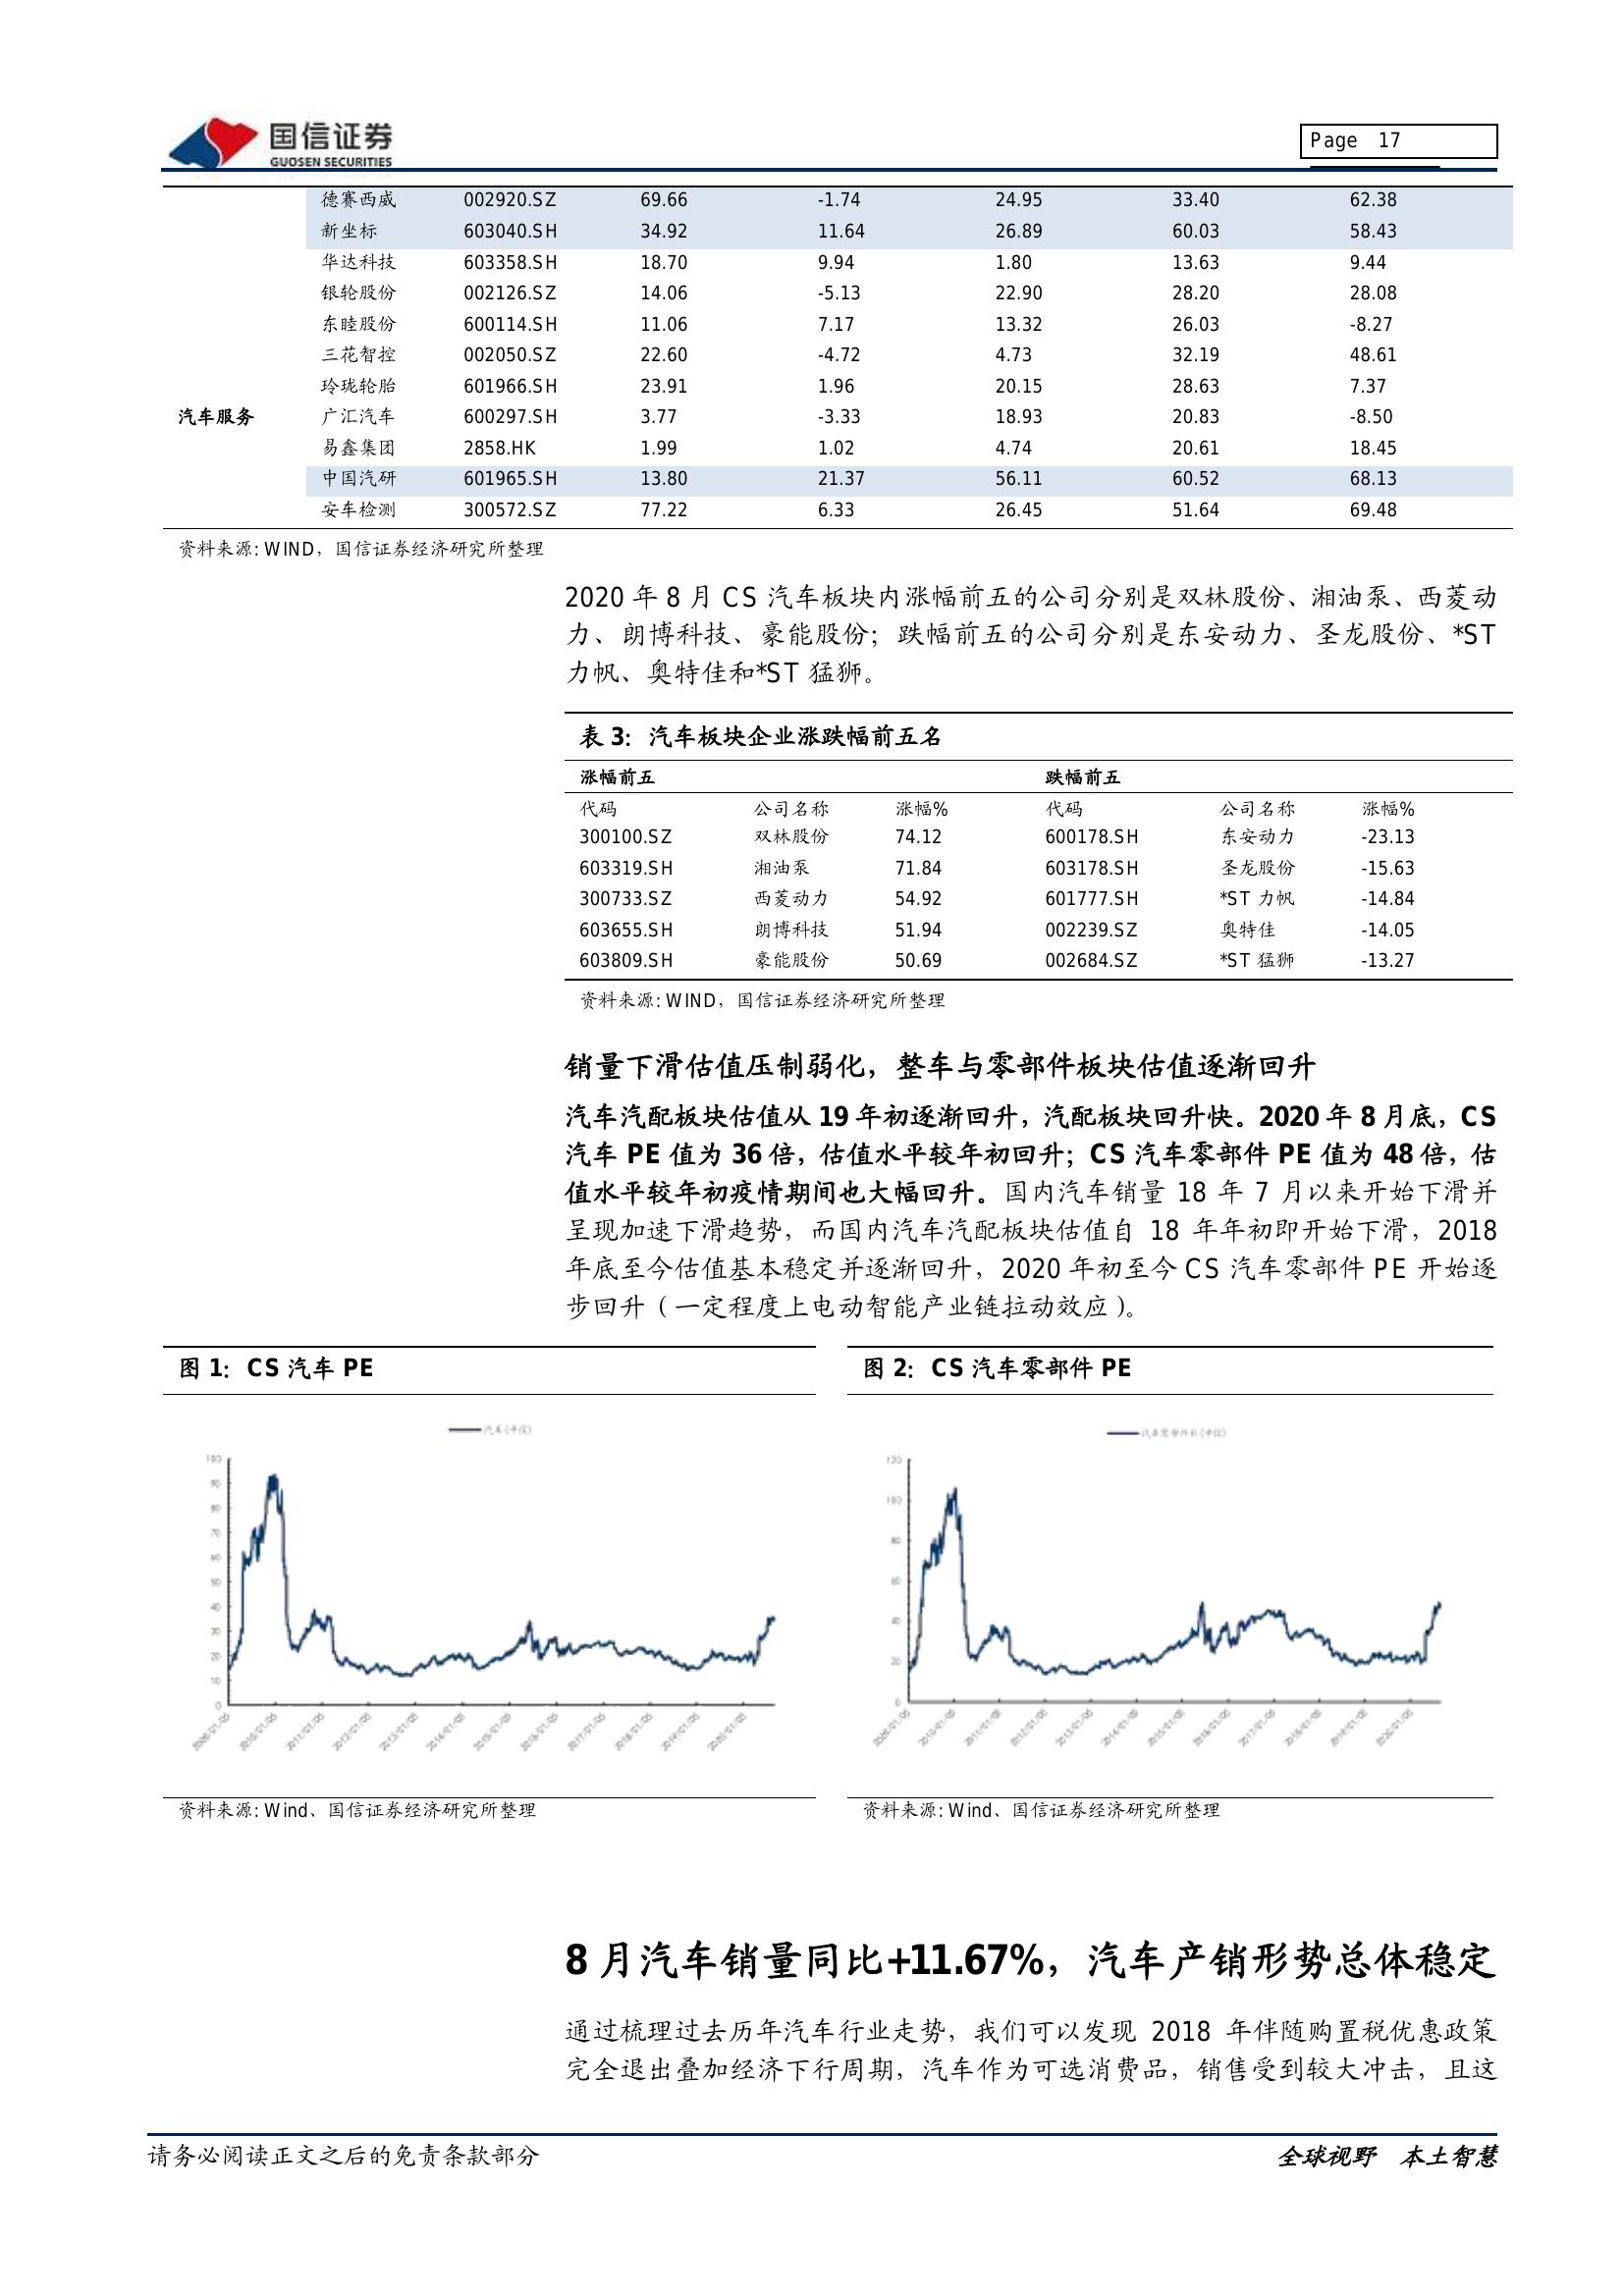 国信证券
GUOSEN SECURITIES
Page 17
德赛西威 002920.SZ 69.66 -1.74 24.95 33.40 62.38
新坐标 603040.SH 34.92 11.64 26.89 60.03 58.43
华达科技 603358.SH 18.70 9.94 1.80 13.63 9.44
银轮股份 002126.SZ 14.06 -5.13 22.90 28.20 28.08
东睦股份 600114.SH 11.06 7.17 13.32 26.03 -8.27
三花智控 002050.SZ 22.60 -4.72 4.73 32.19 48.61
玲珑轮胎 601966.SH 23.91 1.96 20.15 28.63 7.37
汽车服务 广汇汽车 600297.SH 3.77 -3.33 18.93 20.83 -8.50
易鑫集团 2858.HK 1.99 1.02 4.74 20.61 18.45
中国汽研 601965.SH 13.80 21.37 56.11 60.52 68.13
安车检测 300572.SZ 77.22 6.33 26.45 51.64 69.48
资料来源: WIND，国信证券经济研究所整理
2020 年 8 月 CS 汽车板块内涨幅前五的公司分别是双林股份、湘油泵、西菱动
力、朗博科技、豪能股份；跌幅前五的公司分别是东安动力、圣龙股份、*ST
力帆、奥特佳和*ST 猛狮。
表 3：汽车板块企业涨跌幅前五名
涨幅前五 跌幅前五
代码 公司名称 涨幅% 代码 公司名称 涨幅%
300100.SZ 双林股份 74.12 600178.SH 东安动力 -23.13
603319.SH 湘油泵 71.84 603178.SH 圣龙股份 -15.63
300733.SZ 西菱动力 54.92 601777.SH *ST 力帆 -14.84
603655.SH 朗博科技 51.94 002239.SZ 奥特佳 -14.05
603809.SH 豪能股份 50.69 002684.SZ *ST 猛狮 -13.27
资料来源: WIND，国信证券经济研究所整理
销量下滑估值压制弱化，整车与零部件板块估值逐渐回升
汽车汽配板块估值从 19 年初逐渐回升，汽配板块回升快。2020 年 8 月底，CS
汽车 PE 值为 36 倍，估值水平较年初回升；CS 汽车零部件 PE 值为 48 倍，估
值水平较年初疫情期间也大幅回升。国内汽车销量 18 年 7 月以来开始下滑并
呈现加速下滑趋势，而国内汽车汽配板块估值自 18 年年初即开始下滑，2018
年底至今估值基本稳定并逐渐回升，2020 年初至今 CS 汽车零部件 PE 开始逐
步回升（一定程度上电动智能产业链拉动效应）。
图 1：CS 汽车 PE
100
90
80
70
60
50
40
30
20
10
0
资料来源: Wind、国信证券经济研究所整理
图 2：CS 汽车零部件 PE
120
100
80
60
40
20
0
资料来源: Wind、国信证券经济研究所整理
8 月汽车销量同比+11.67%，汽车产销形势总体稳定
通过梳理过去历年汽车行业走势，我们可以发现 2018 年伴随购置税优惠政策
完全退出叠加经济下行周期，汽车作为可选消费品，销售受到较大冲击，且这
请务必阅读正文之后的免责条款部分
全球视野 本土智慧